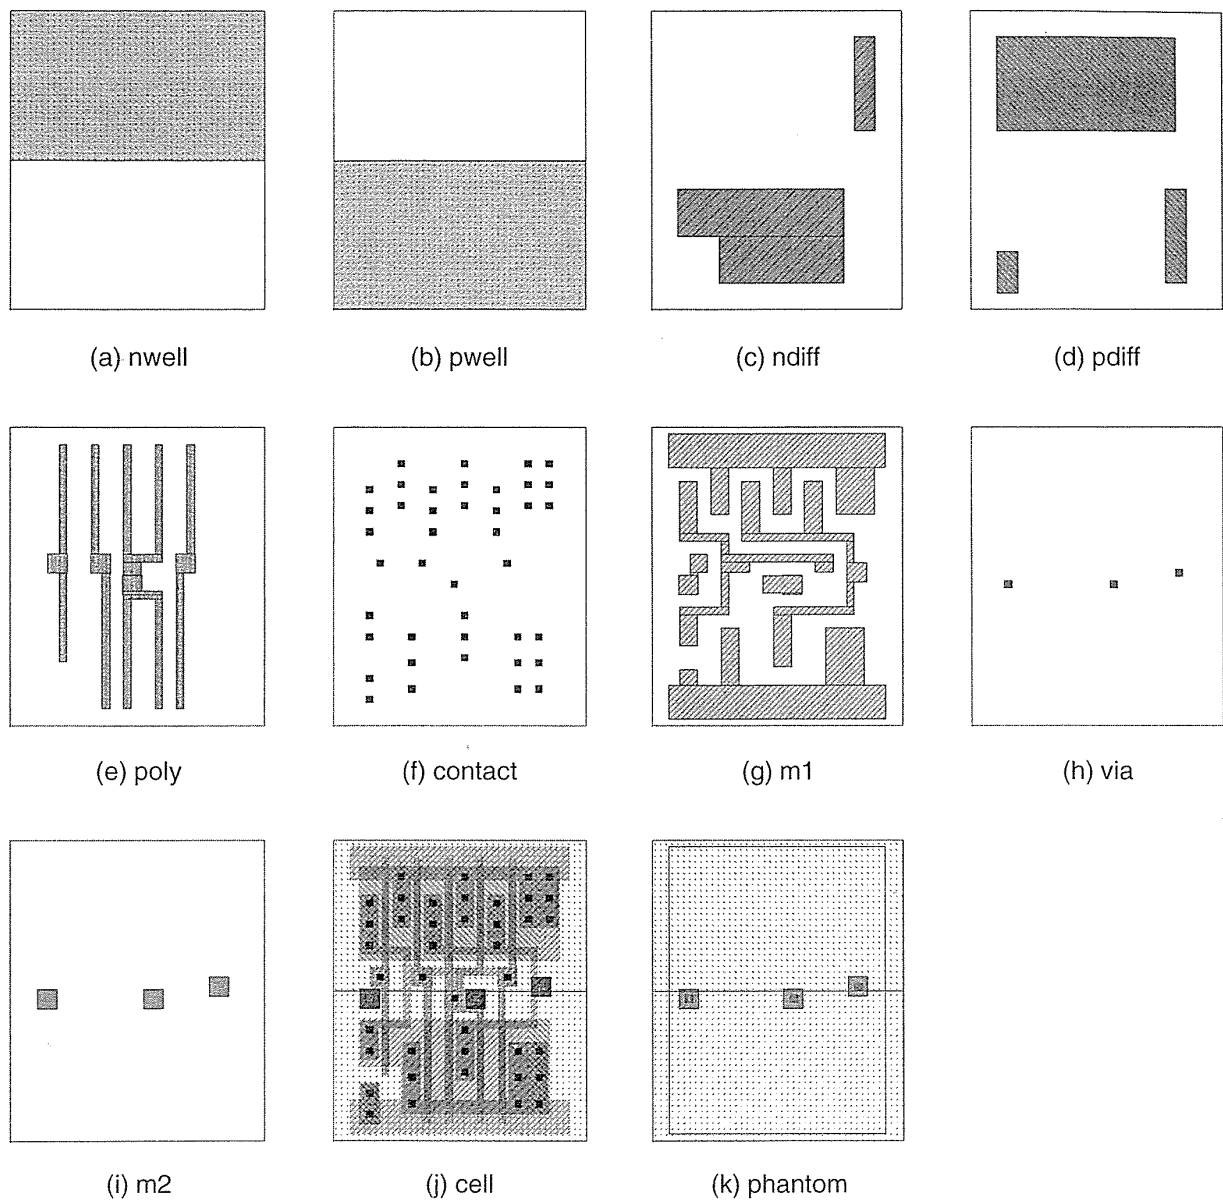 (a) nwell
(b) pwell
(c) ndiff
(d) pdiff
(e) poly
(f) contact
(g) m1
(h) via
(i) m2
(j) cell
(k) phantom